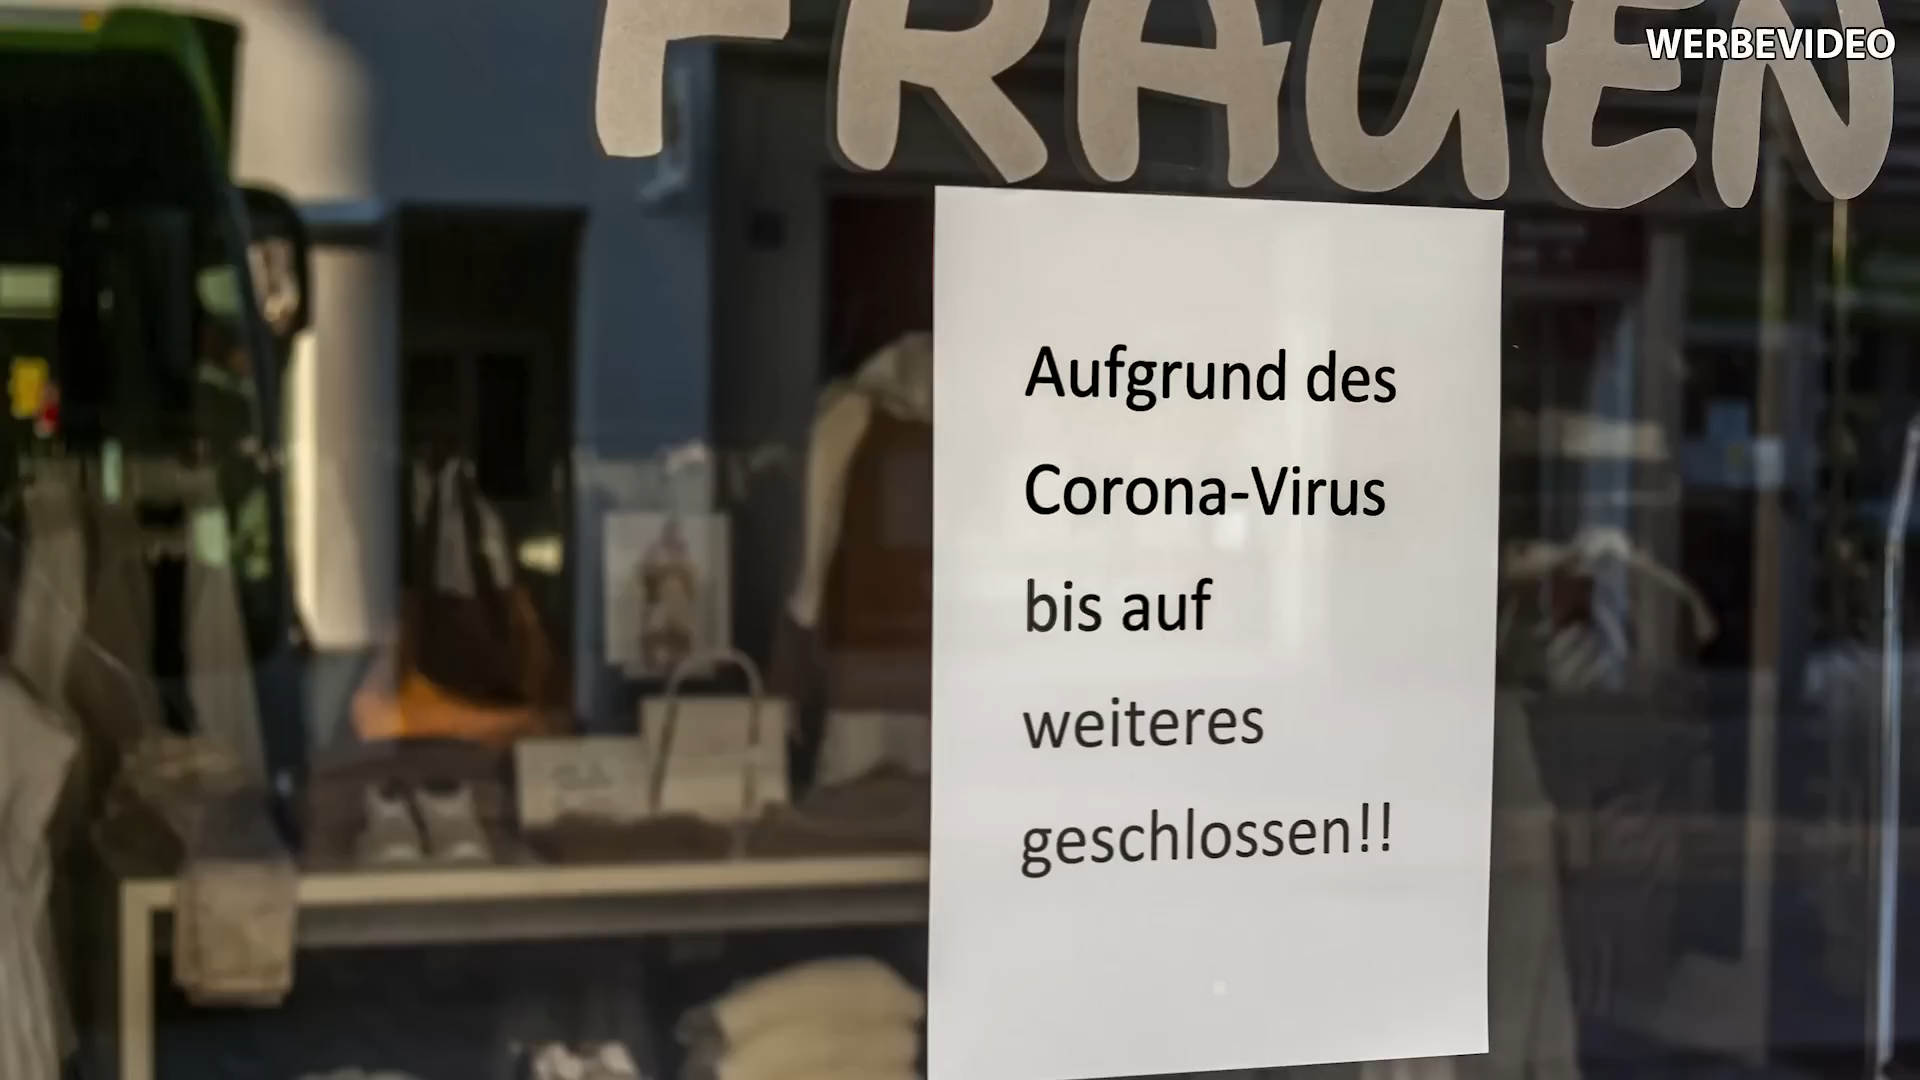 WERBEVIDEO
FRAUEN
Aufgrund des
Corona-Virus
bis auf
weiteres
geschlossen!!